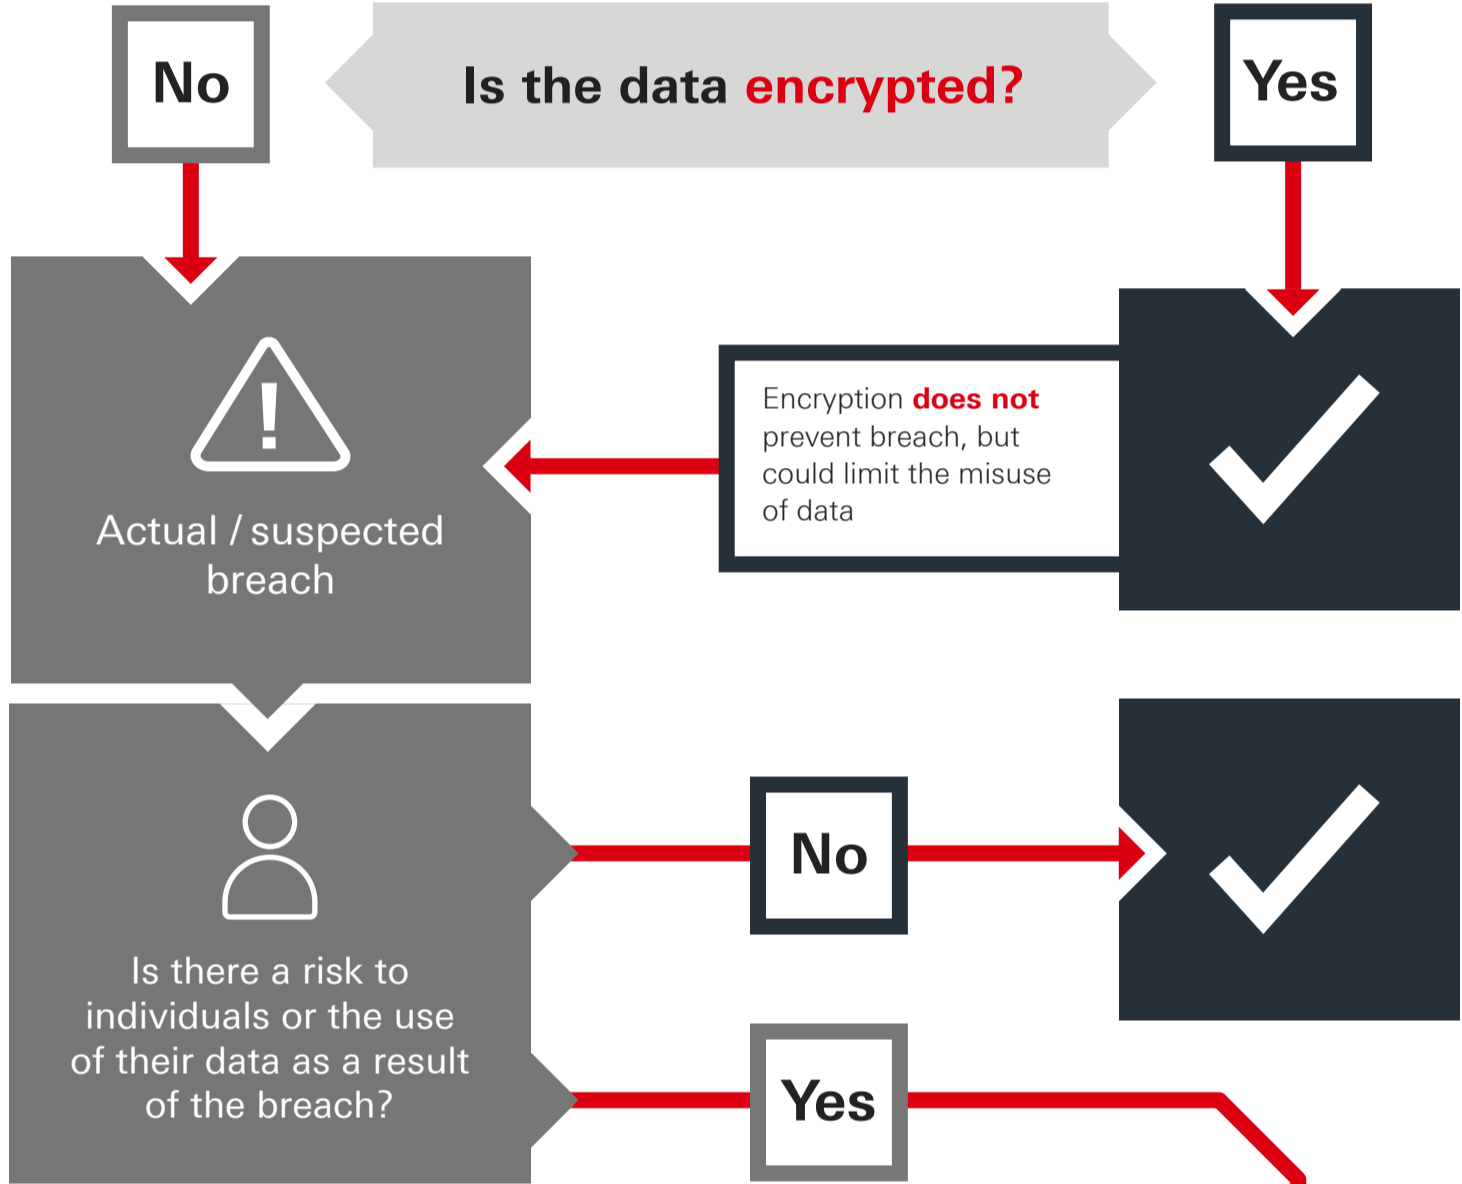 No
Is the data encrypted?
Yes
Encryption does not
prevent breach, but
could limit the misuse
of data
!
Actual / suspected
breach
No
Is there a risk to
individuals or the use
of their data as a result
of the breach?
Yes